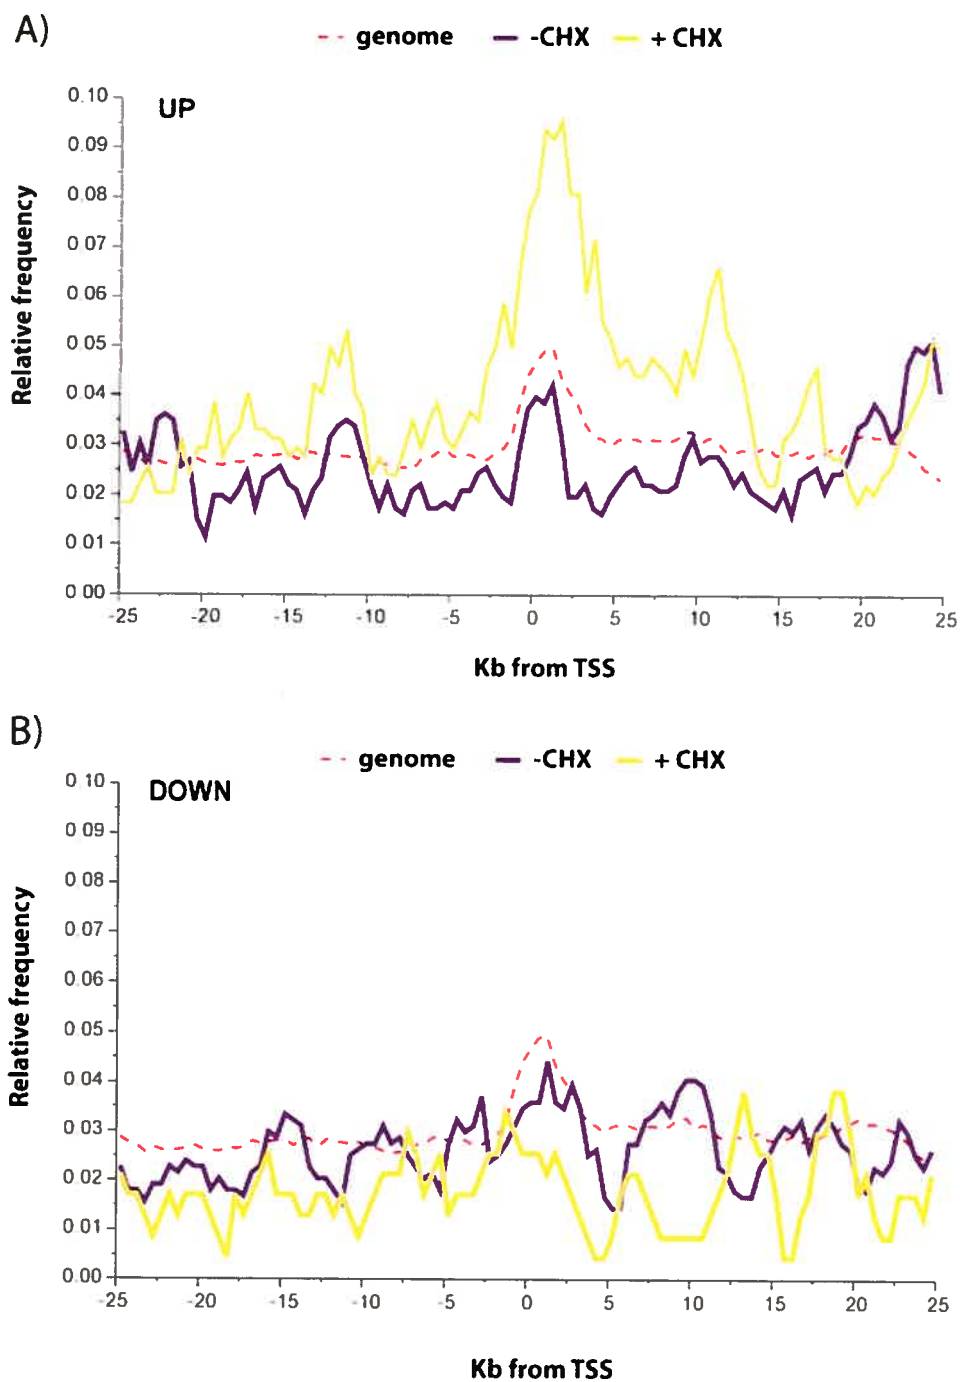 A)
genome -CHX + CHX
UP
0.10
0.09
0.08
0.07
0.06
0.05
0.04
0.03
0.02
0.01
0.00
Relative frequency
-25 -20 -15 -10 -5 0 5 10 15 20 25
Kb from TSS
B)
genome -CHX + CHX
DOWN
0.10
0.09
0.08
0.07
0.06
0.05
0.04
0.03
0.02
0.01
0.00
Relative frequency
-25 -20 -15 -10 -5 0 5 10 15 20 25
Kb from TSS